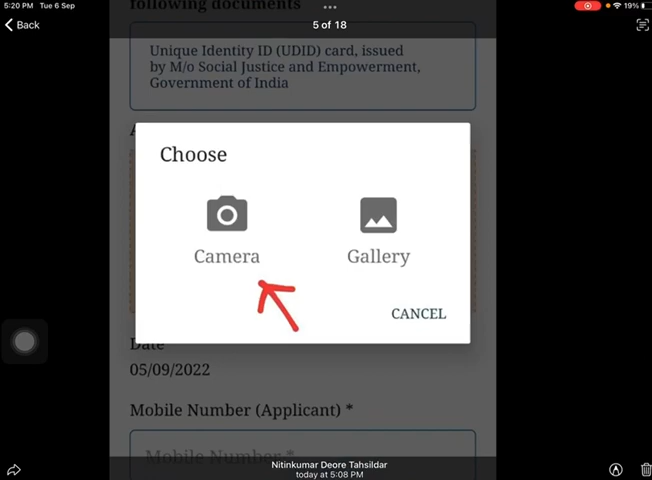 5:20 PM Tue 6 Sep
19%
Back
5 of 18
following documents
Unique Identity ID (UDID) card, issued
by M/o Social Justice and Empowerment,
Government of India
Choose
Camera
Gallery
CANCEL
Date
05/09/2022
Mobile Number (Applicant) *
Mobile Number *
Nitinkumar Deore Tahsildar
today at 5:08 PM